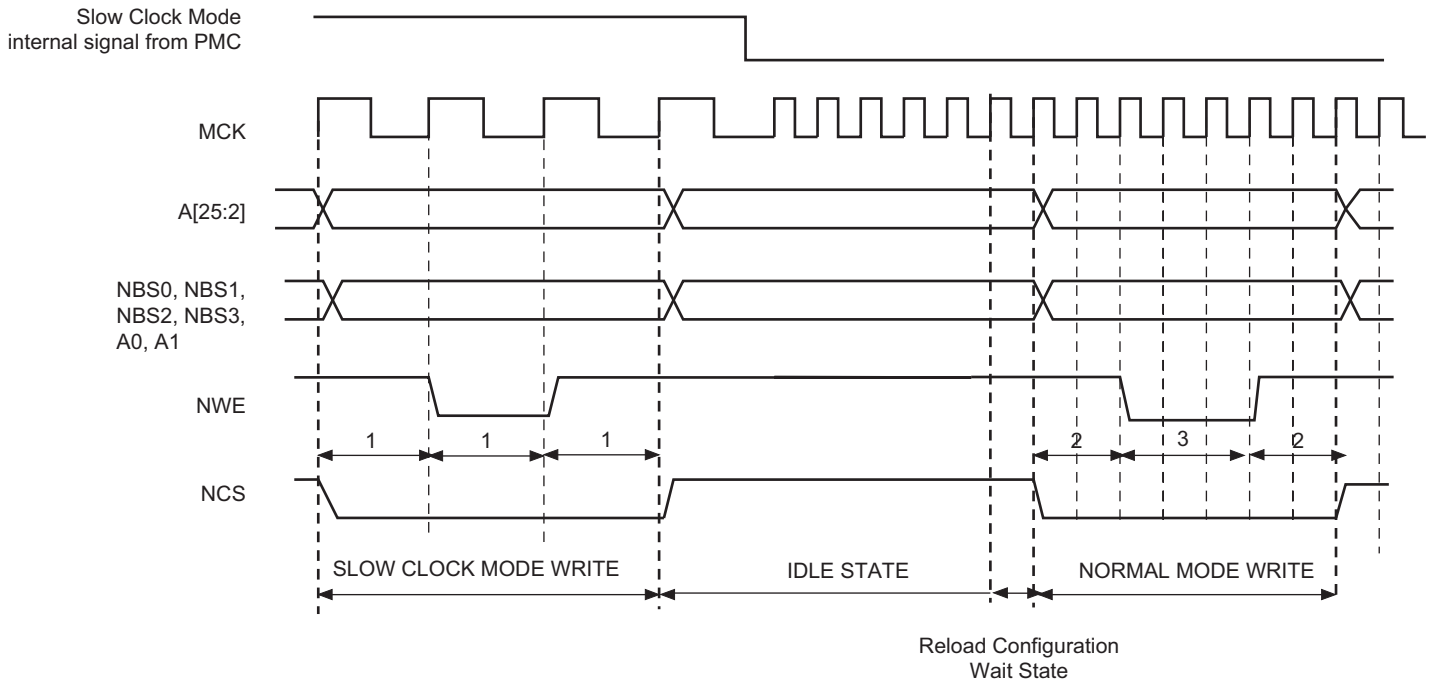 Slow Clock Mode
internal signal from PMC
MCK
A[25:2]
NBS0, NBS1,
NBS2, NBS3,
A0, A1
NWE
1 1 1 2 3 2
NCS
SLOW CLOCK MODE WRITE IDLE STATE NORMAL MODE WRITE
Reload Configuration
Wait State